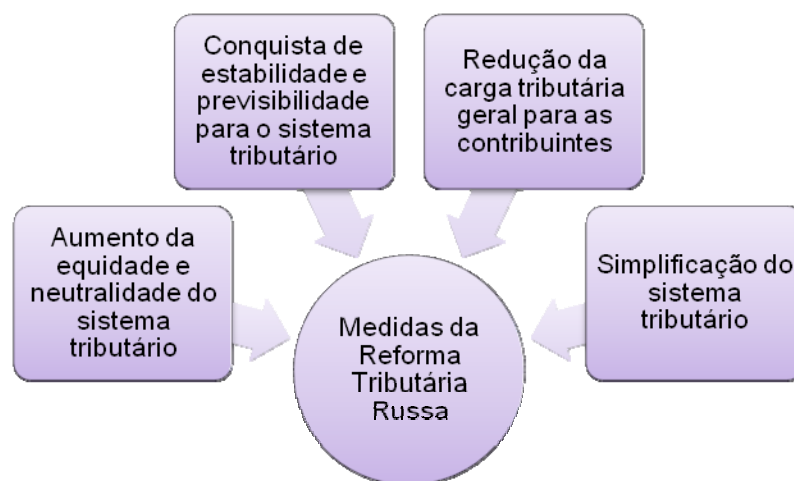 Conquista de
estabilidade e
previsibilidade
para o sistema
tributário
Redução da
carga tributária
geral para as
contribuintes
Aumento da
equidade e
neutralidade do
sistema
tributário
Simplificação do
sistema
tributário
Medidas da
Reforma
Tributária
Russa